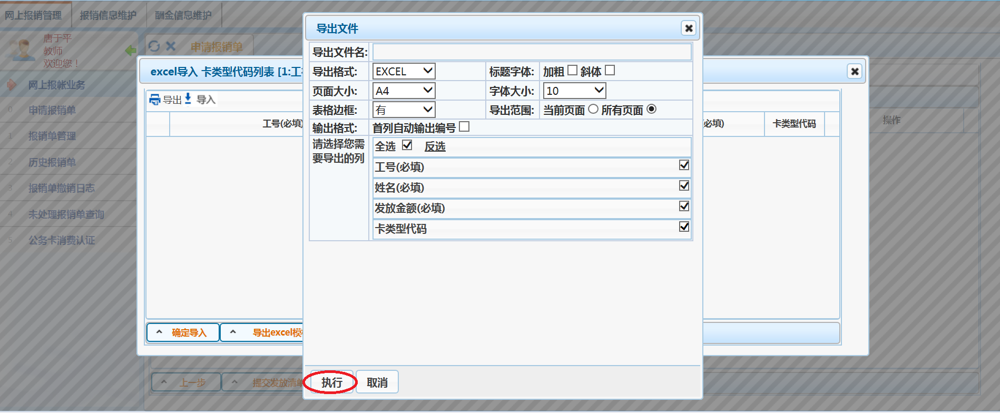 网上报销管理 报销信息维护 酬金信息维护
唐于平
教师
欢迎您！
申请报销单
网上报帐业务
0 申请报销单
1 报销单管理
2 历史报销单
3 报销单撤销日志
4 未处理报销单查询
5 公务卡消费认证
操作
excel导入 卡类型代码列表 [1:工
导出 导入
工号(必填)
必填) 卡类型代码
确定导入 导出excel模
上一步 提交发放清单
导出文件
导出文件名:
导出格式: EXCEL 标题字体: 加粗 斜体
页面大小: A4 字体大小: 10
表格边框: 有 导出范围: 当前页面 所有页面
输出格式: 首列自动输出编号
请选择您需
要导出的列
全选 反选
工号(必填)
姓名(必填)
发放金额(必填)
卡类型代码
执行 取消